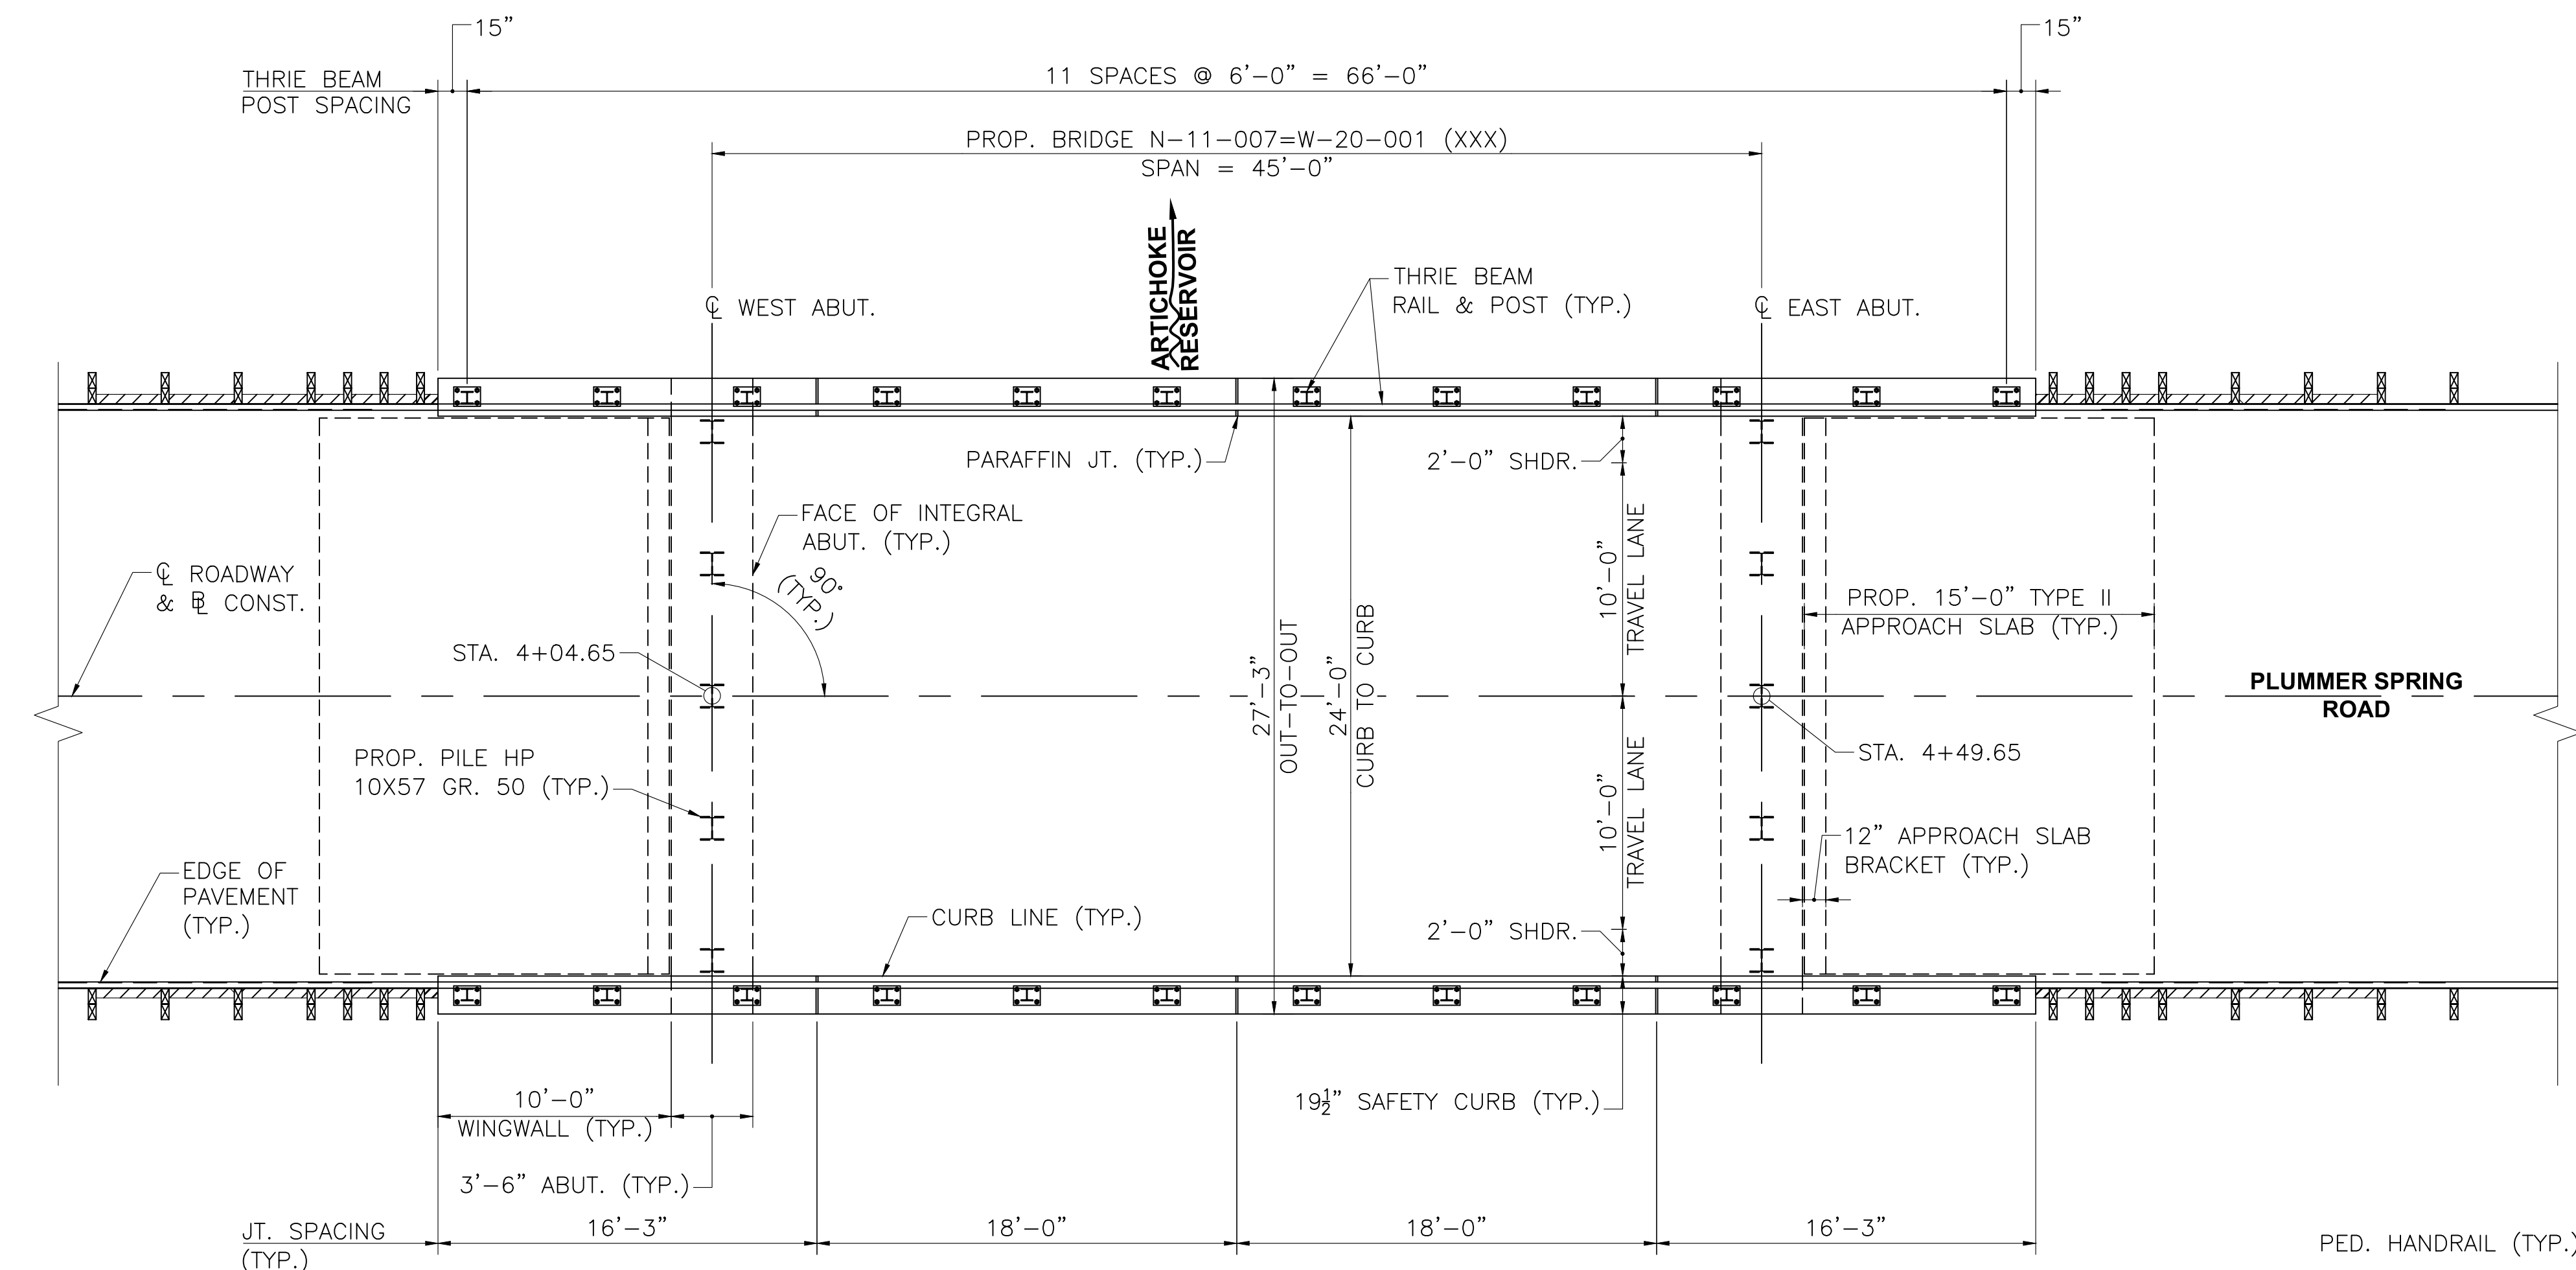 15”
15”
THRIE BEAM
POST SPACING
11 SPACES @ 6’-0” = 66’-0”
PROP. BRIDGE N-11-007=W-20-001 (XXX)
SPAN = 45’-0”
ARTICHOKE
RESERVOIR
THRIE BEAM
RAIL & POST (TYP.)
℄ WEST ABUT.
℄ EAST ABUT.
PARAFFIN JT. (TYP.)
2’-0” SHDR.
FACE OF INTEGRAL
ABUT. (TYP.)
90°
(TYP.)
10’-0”
TRAVEL LANE
℄ ROADWAY
& BL CONST.
PROP. 15’-0” TYPE II
APPROACH SLAB (TYP.)
STA. 4+04.65
27’-3”
OUT-TO-OUT
24’-0”
CURB TO CURB
PLUMMER SPRING
ROAD
PROP. PILE HP
10X57 GR. 50 (TYP.)
STA. 4+49.65
10’-0”
TRAVEL LANE
12” APPROACH SLAB
BRACKET (TYP.)
EDGE OF
PAVEMENT
(TYP.)
CURB LINE (TYP.)
2’-0” SHDR.
10’-0”
WINGWALL (TYP.)
19½” SAFETY CURB (TYP.)
3’-6” ABUT. (TYP.)
JT. SPACING
(TYP.)
16’-3”
18’-0”
18’-0”
16’-3”
PED. HANDRAIL (TYP.)